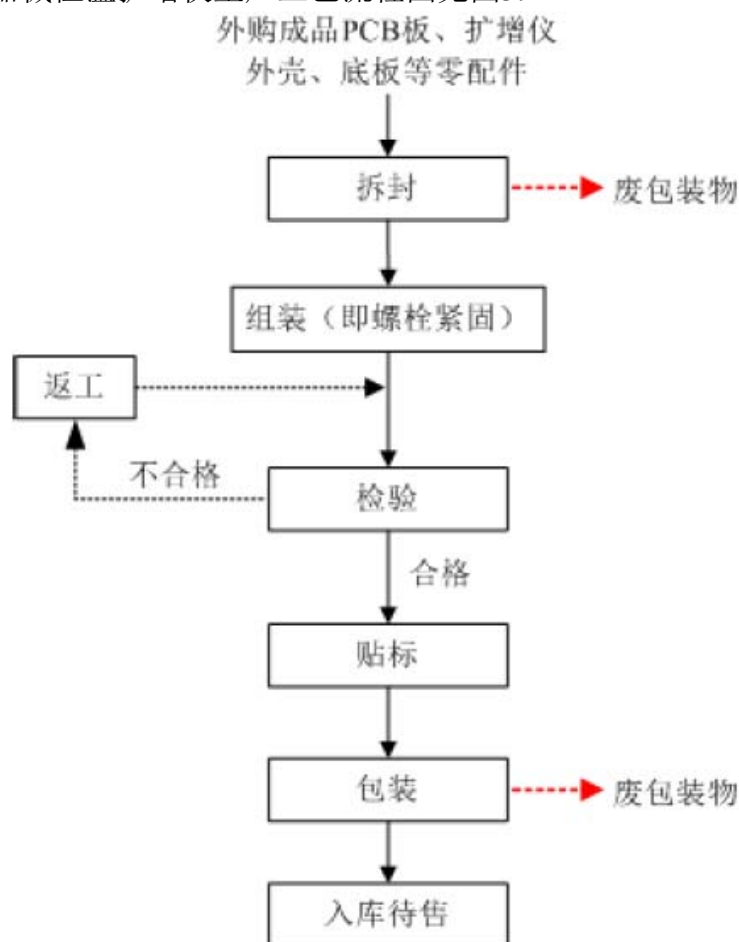 外购成品PCB板、扩增仪
外壳、底板等零配件
拆封
废包装物
组装（即螺栓紧固）
返工
不合格
检验
合格
贴标
包装
废包装物
入库待售